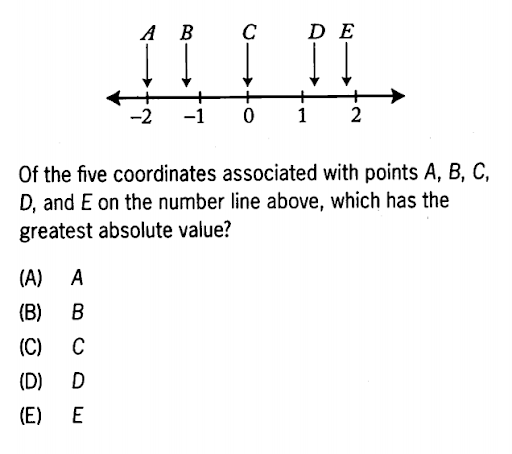 A B C D E
–2 –1 0 1 2
Of the five coordinates associated with points A, B, C,
D, and E on the number line above, which has the
greatest absolute value?
(A) A
(B) B
(C) C
(D) D
(E) E